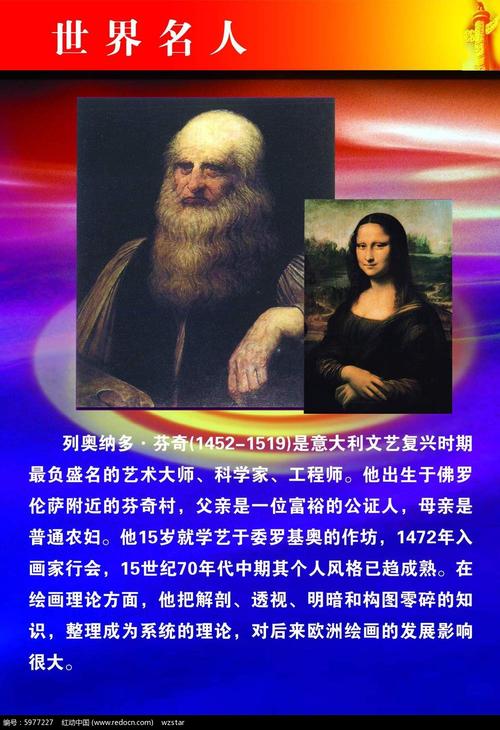 世界名人
列奥纳多·芬奇(1452-1519)是意大利文艺复兴时期
最负盛名的艺术大师、科学家、工程师。他出生于佛罗
伦萨附近的芬奇村，父亲是一位富裕的公证人，母亲是
普通农妇。他15岁就学艺于委罗基奥的作坊，1472年入
画家行会，15世纪70年代中期其个人风格已趋成熟。在
绘画理论方面，他把解剖、透视、明暗和构图零碎的知
识，整理成为系统的理论，对后来欧洲绘画的发展影响
很大。
编号：5977227 红动中国 (www.redocn.com) wzstar